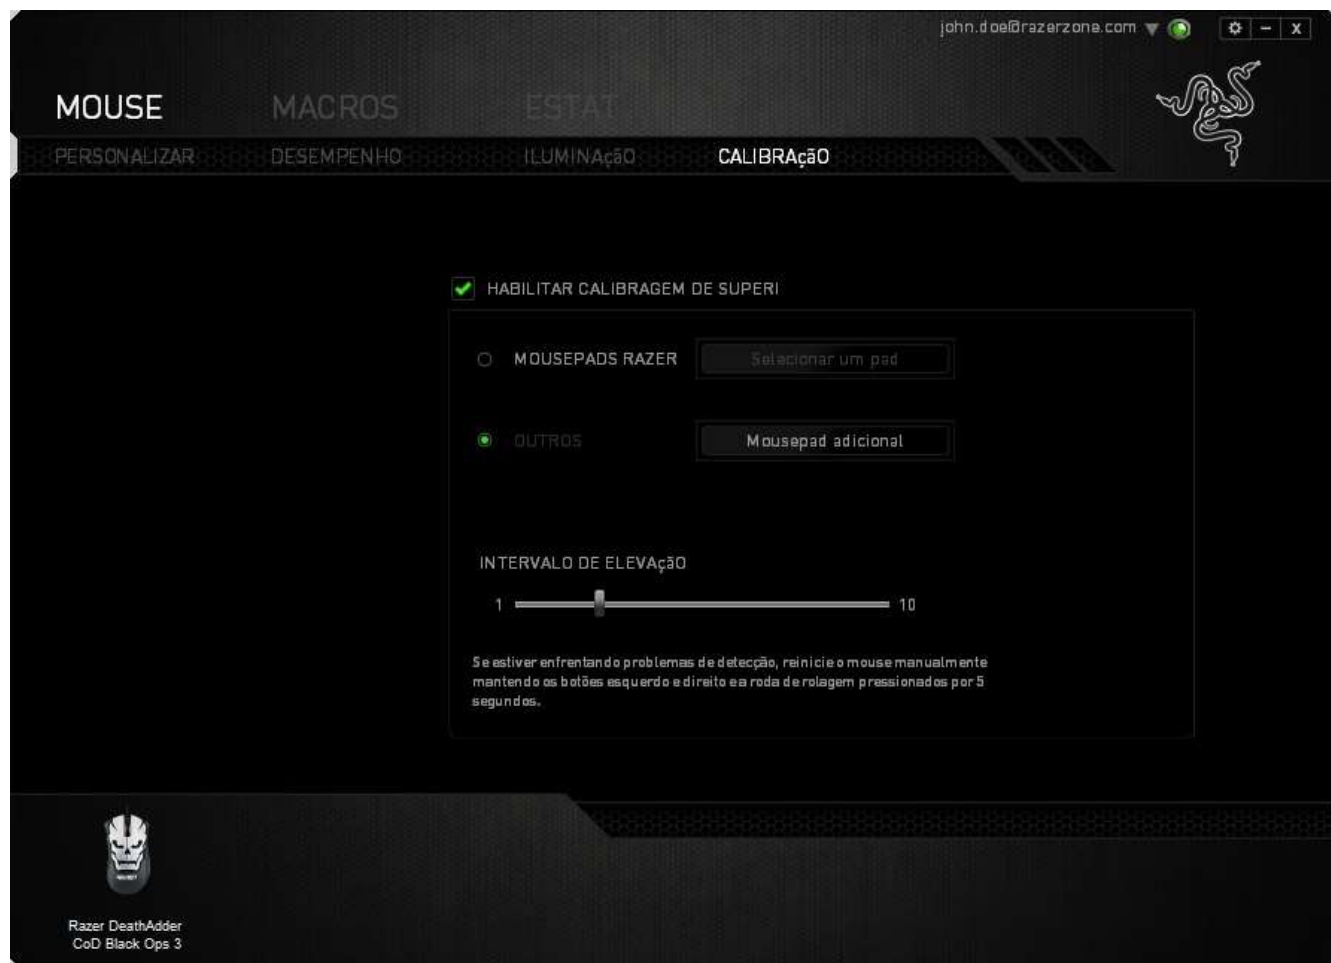 john.doe@razerzone.com
MOUSE MACROS ESTAT
PERSONALIZAR DESEMPENHO ILUMINAçãO CALIBRAçãO
HABILITAR CALIBRAGEM DE SUPERI
MOUSEPADS RAZER Selecionar um pad
OUTROS Mousepad adicional
INTERVALO DE ELEVAçãO
1 10
Se estiver enfrentando problemas de detecção, reinicie o mouse manualmente
mantendo os botões esquerdo e direito e a roda de rolagem pressionados por 5
segundos.
Razer DeathAdder
CoD Black Ops 3